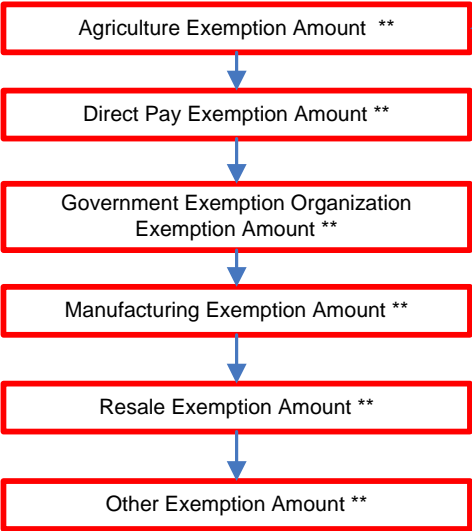 Agriculture Exemption Amount  **
Direct Pay Exemption Amount **
Government Exemption Organization
Exemption Amount **
Manufacturing Exemption Amount **
Resale Exemption Amount **
Other Exemption Amount **